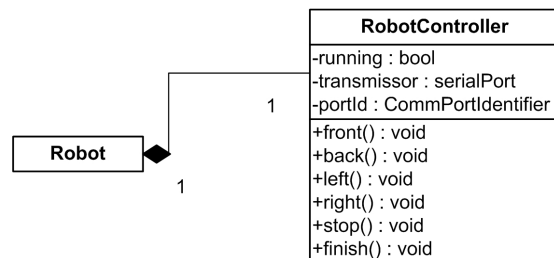 RobotController
-running : bool
-transmissor : serialPort
-portId : CommPortIdentifier
+front() : void
+back() : void
+left() : void
+right() : void
+stop() : void
+finish() : void
1
Robot
1